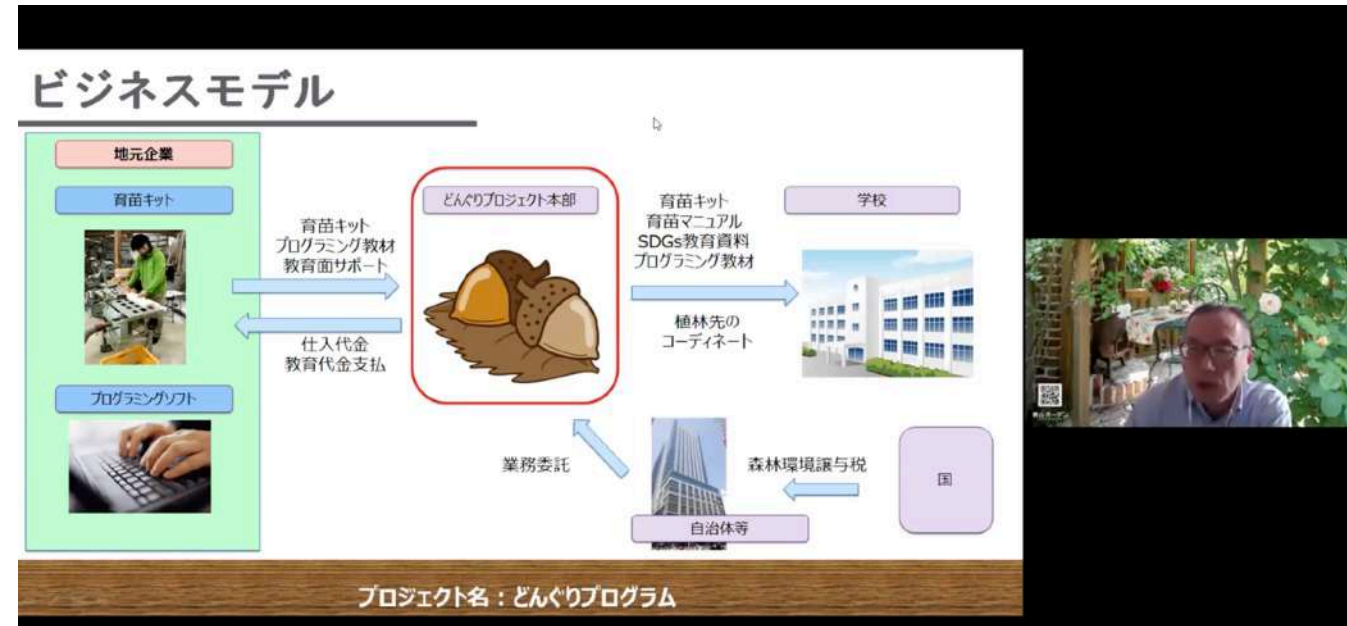 ビジネスモデル
地元企業
育苗キット
プログラミングソフト
育苗キット
プログラミング教材
教育面サポート
仕入代金
教育代金支払
どんぐりプロジェクト本部
育苗キット
育苗マニュアル
SDGs教育資料
プログラミング教材
植林先の
コーディネート
学校
業務委託
自治体等
森林環境譲与税
国
プロジェクト名：どんぐりプログラム